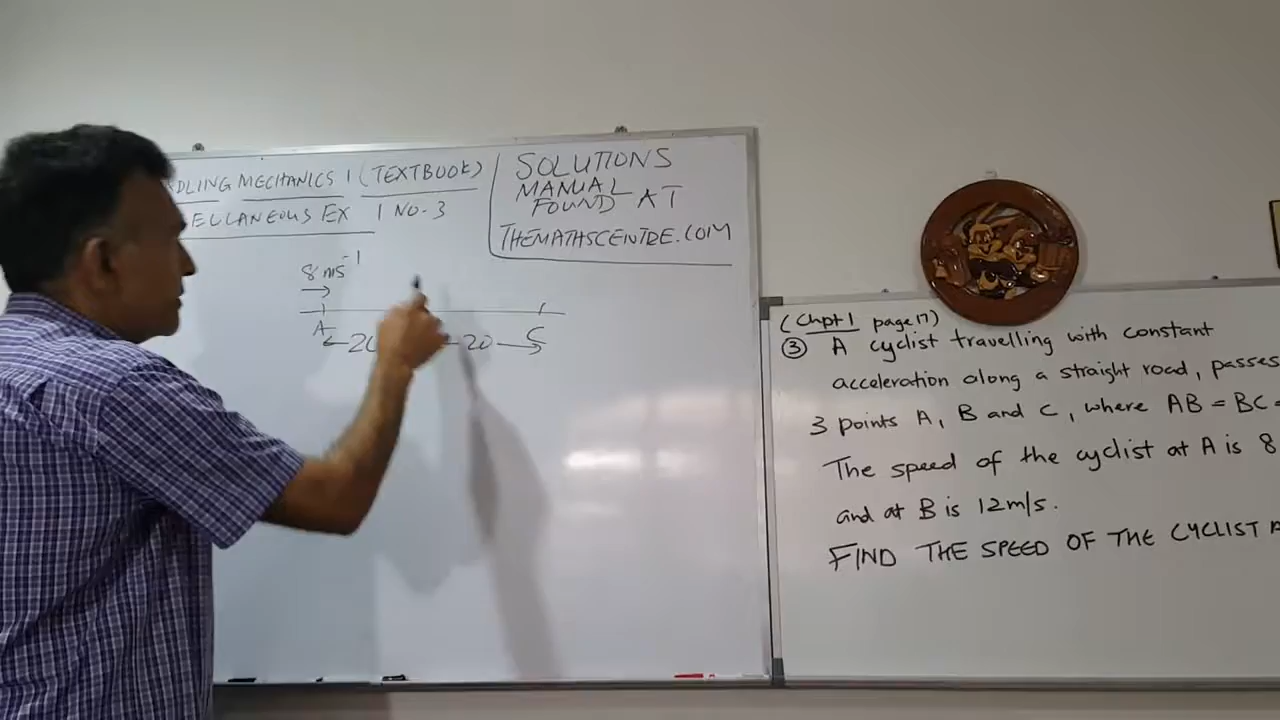 DLING MECHANICS 1 (TEXTBOOK)
ELLANEOUS EX 1 NO-3
SOLUTIONS
MANUAL
FOUND AT
THEMATHSCENTRE.COM
8 ms⁻¹
A C
20 20
(Chpt 1 page 17)
③ A cyclist travelling with constant
acceleration along a straight road, passes
3 points A, B and C, where AB = BC =
The speed of the cyclist at A is 8
and at B is 12m/s.
FIND THE SPEED OF THE CYCLIST A